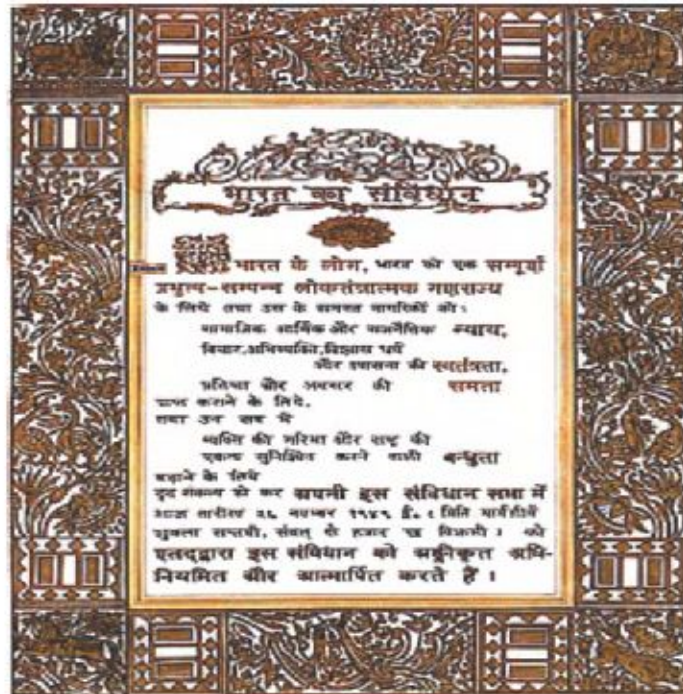 भारत का संविधान
भारत के लोग, भारत को एक सम्पूर्ण
प्रभुत्व-सम्पन्न लोकतंत्रात्मक गणराज्य
के लिये तथा उस के समस्त नागरिकों को:
सामाजिक आर्थिक और राजनैतिक न्याय,
विचार, अभिव्यक्ति, विश्वास धर्म
और उपासना की स्वतंत्रता,
प्रतिष्ठा और अवसर की समता
प्राप्त कराने के लिये,
तथा उन सब में
व्यक्ति की गरिमा और राष्ट्र की
एकता सुनिश्चित करने वाली बन्धुता
बढ़ाने के लिये
दृढ़ संकल्प हो कर अपनी इस संविधान सभा में
आज तारीख २६ नवम्बर १९४९ ई. ( मिति मार्गशीर्ष
शुक्ला सप्तमी, संवत् दो हजार छह विक्रमी ) को
एतद्द्वारा इस संविधान को अङ्गीकृत अधि-
नियमित और आत्मार्पित करते हैं ।